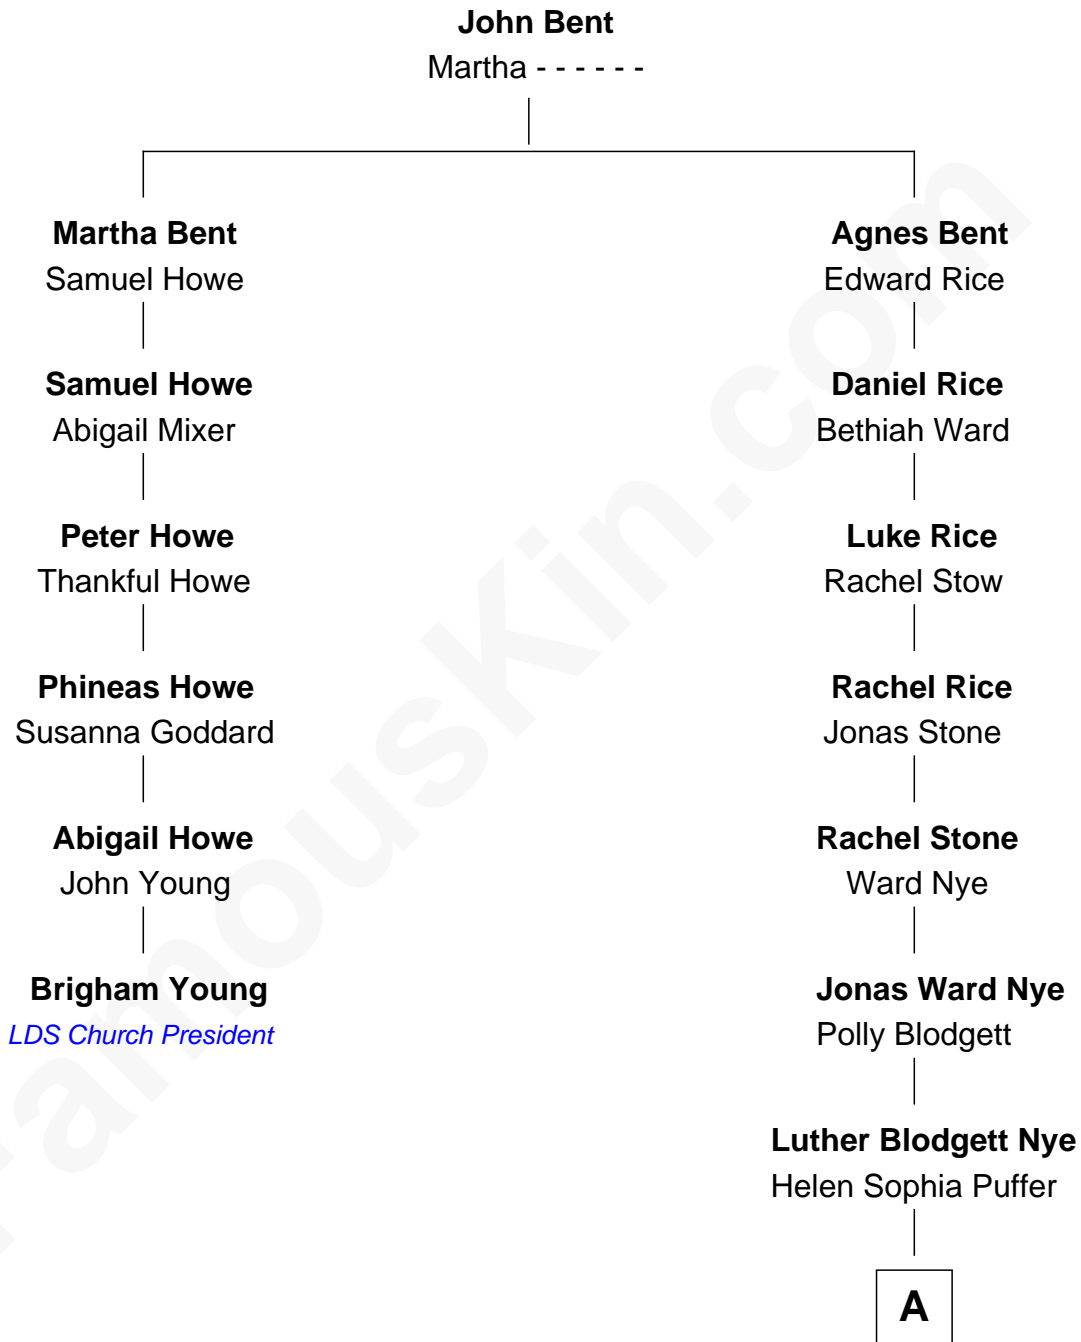 John Bent
Martha - - - - - -
Martha Bent
Samuel Howe
Agnes Bent
Edward Rice
Samuel Howe
Abigail Mixer
Daniel Rice
Bethiah Ward
Peter Howe
Thankful Howe
Luke Rice
Rachel Stow
Phineas Howe
Susanna Goddard
Rachel Rice
Jonas Stone
Abigail Howe
John Young
Rachel Stone
Ward Nye
Brigham Young
LDS Church President
Jonas Ward Nye
Polly Blodgett
Luther Blodgett Nye
Helen Sophia Puffer
A
FamousKin.com